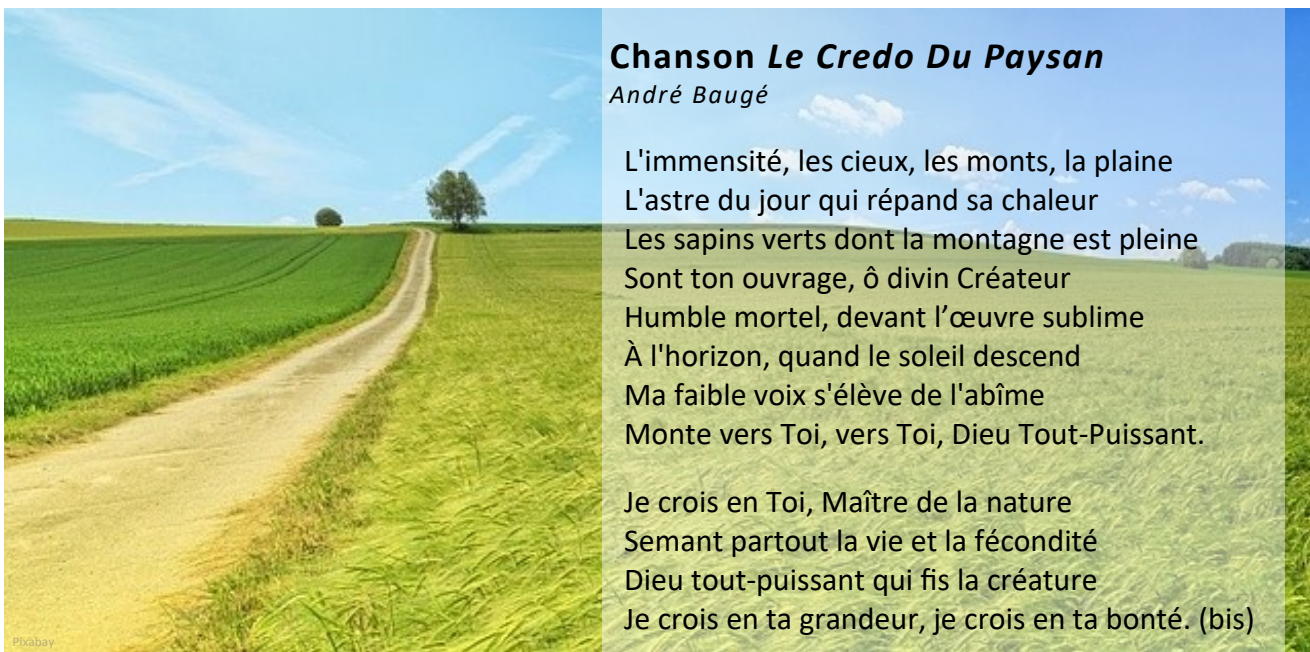 Chanson Le Credo Du Paysan
André Baugé
L'immensité, les cieux, les monts, la plaine
L'astre du jour qui répand sa chaleur
Les sapins verts dont la montagne est pleine
Sont ton ouvrage, ô divin Créateur
Humble mortel, devant l’œuvre sublime
À l'horizon, quand le soleil descend
Ma faible voix s'élève de l'abîme
Monte vers Toi, vers Toi, Dieu Tout-Puissant.
Je crois en Toi, Maître de la nature
Semant partout la vie et la fécondité
Dieu tout-puissant qui fis la créature
Je crois en ta grandeur, je crois en ta bonté. (bis)
Pixabay